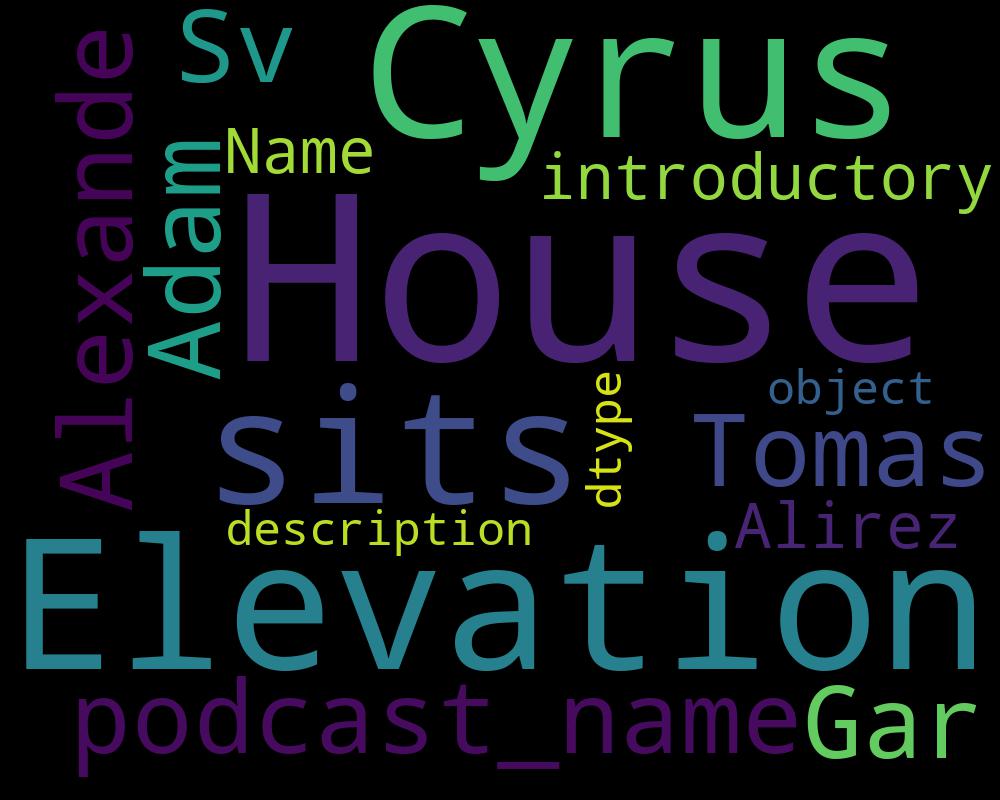 Sv
Cyrus
Alexande
Adam
Name
introductory
House
sits
dtype
object
Tomas
description
Alirez
Elevation
podcast_name
Gar